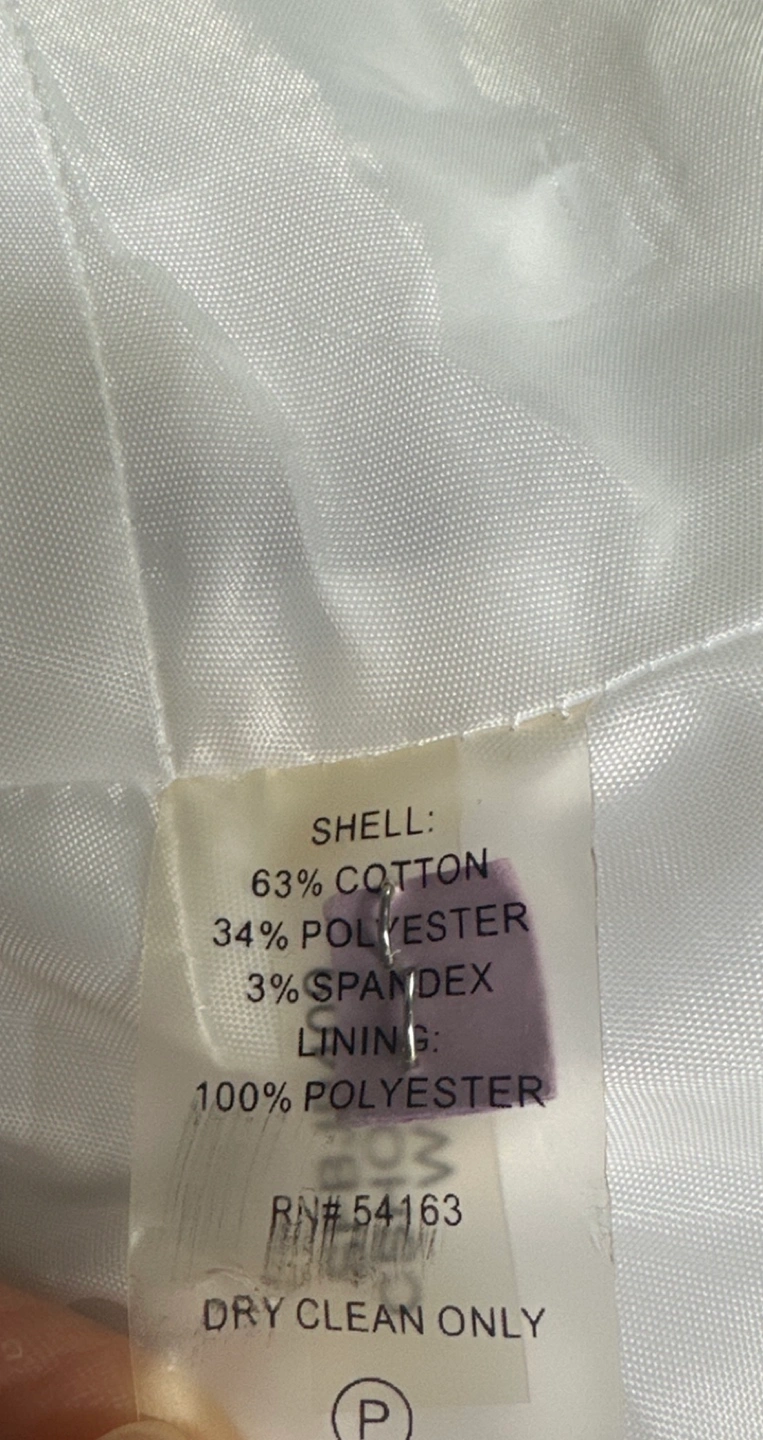 SHELL:
63% COTTON
34% POLYESTER
3% SPANDEX
LINING:
100% POLYESTER
RN# 54163
DRY CLEAN ONLY
P